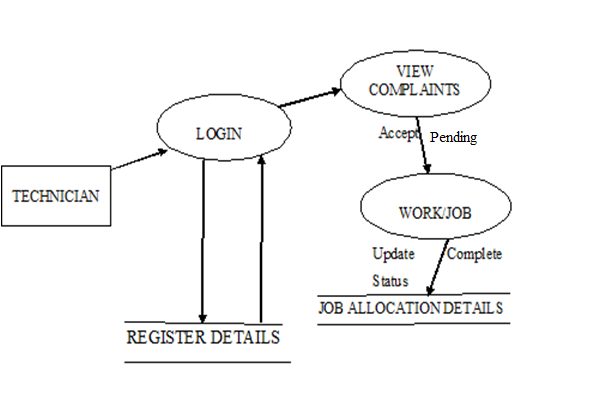 VIEW
COMPLAINTS
LOGIN
Accept Pending
TECHNICIAN
WORK/JOB
Update Complete
Status
JOB ALLOCATION DETAILS
REGISTER DETAILS